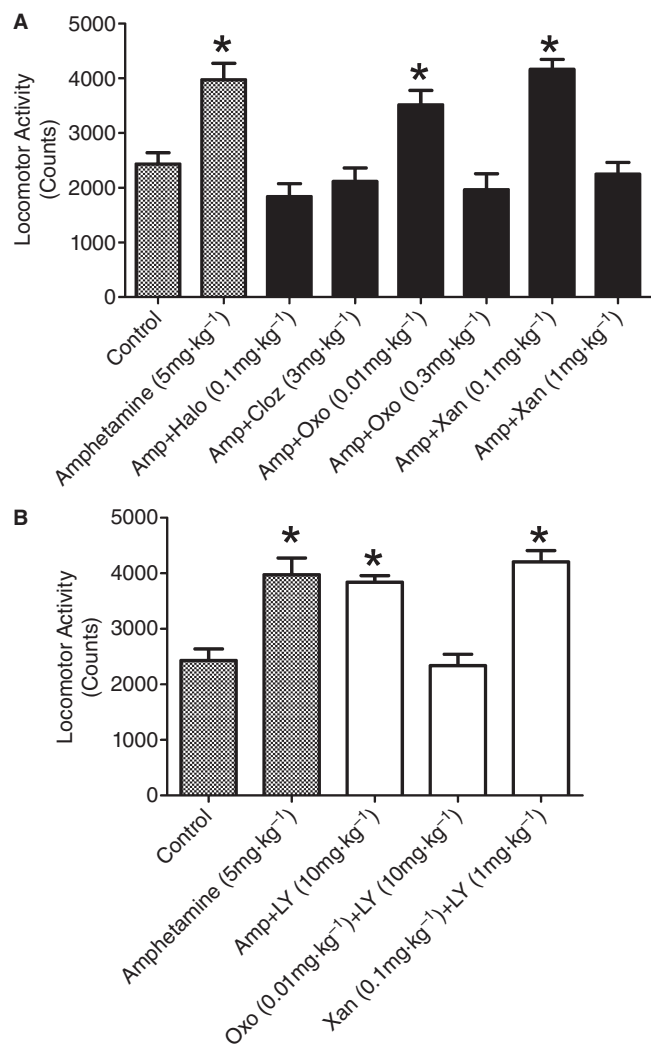 A
Locomotor Activity
(Counts)
5000
4000
3000
2000
1000
0
*
*
*
Control
Amphetamine (5mg·kg⁻¹)
Amp+Halo (0.1mg·kg⁻¹)
Amp+Cloz (3mg·kg⁻¹)
Amp+Oxo (0.01mg·kg⁻¹)
Amp+Oxo (0.3mg·kg⁻¹)
Amp+Xan (0.1mg·kg⁻¹)
Amp+Xan (1mg·kg⁻¹)
B
Locomotor Activity
(Counts)
5000
4000
3000
2000
1000
0
*
*
*
Control
Amphetamine (5mg·kg⁻¹)
Amp+LY (10mg·kg⁻¹)
Oxo (0.01mg·kg⁻¹)+LY (10mg·kg⁻¹)
Xan (0.1mg·kg⁻¹)+LY (1mg·kg⁻¹)